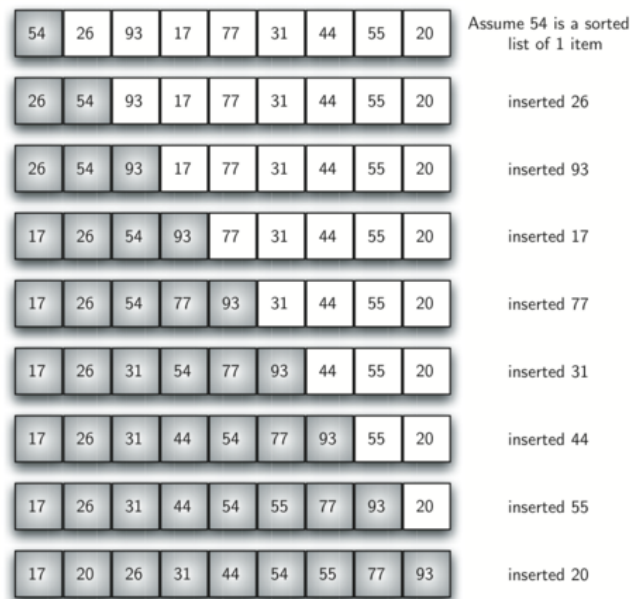 54 26 93 17 77 31 44 55 20 Assume 54 is a sorted
list of 1 item
26 54 93 17 77 31 44 55 20 inserted 26
26 54 93 17 77 31 44 55 20 inserted 93
17 26 54 93 77 31 44 55 20 inserted 17
17 26 54 77 93 31 44 55 20 inserted 77
17 26 31 54 77 93 44 55 20 inserted 31
17 26 31 44 54 77 93 55 20 inserted 44
17 26 31 44 54 55 77 93 20 inserted 55
17 20 26 31 44 54 55 77 93 inserted 20